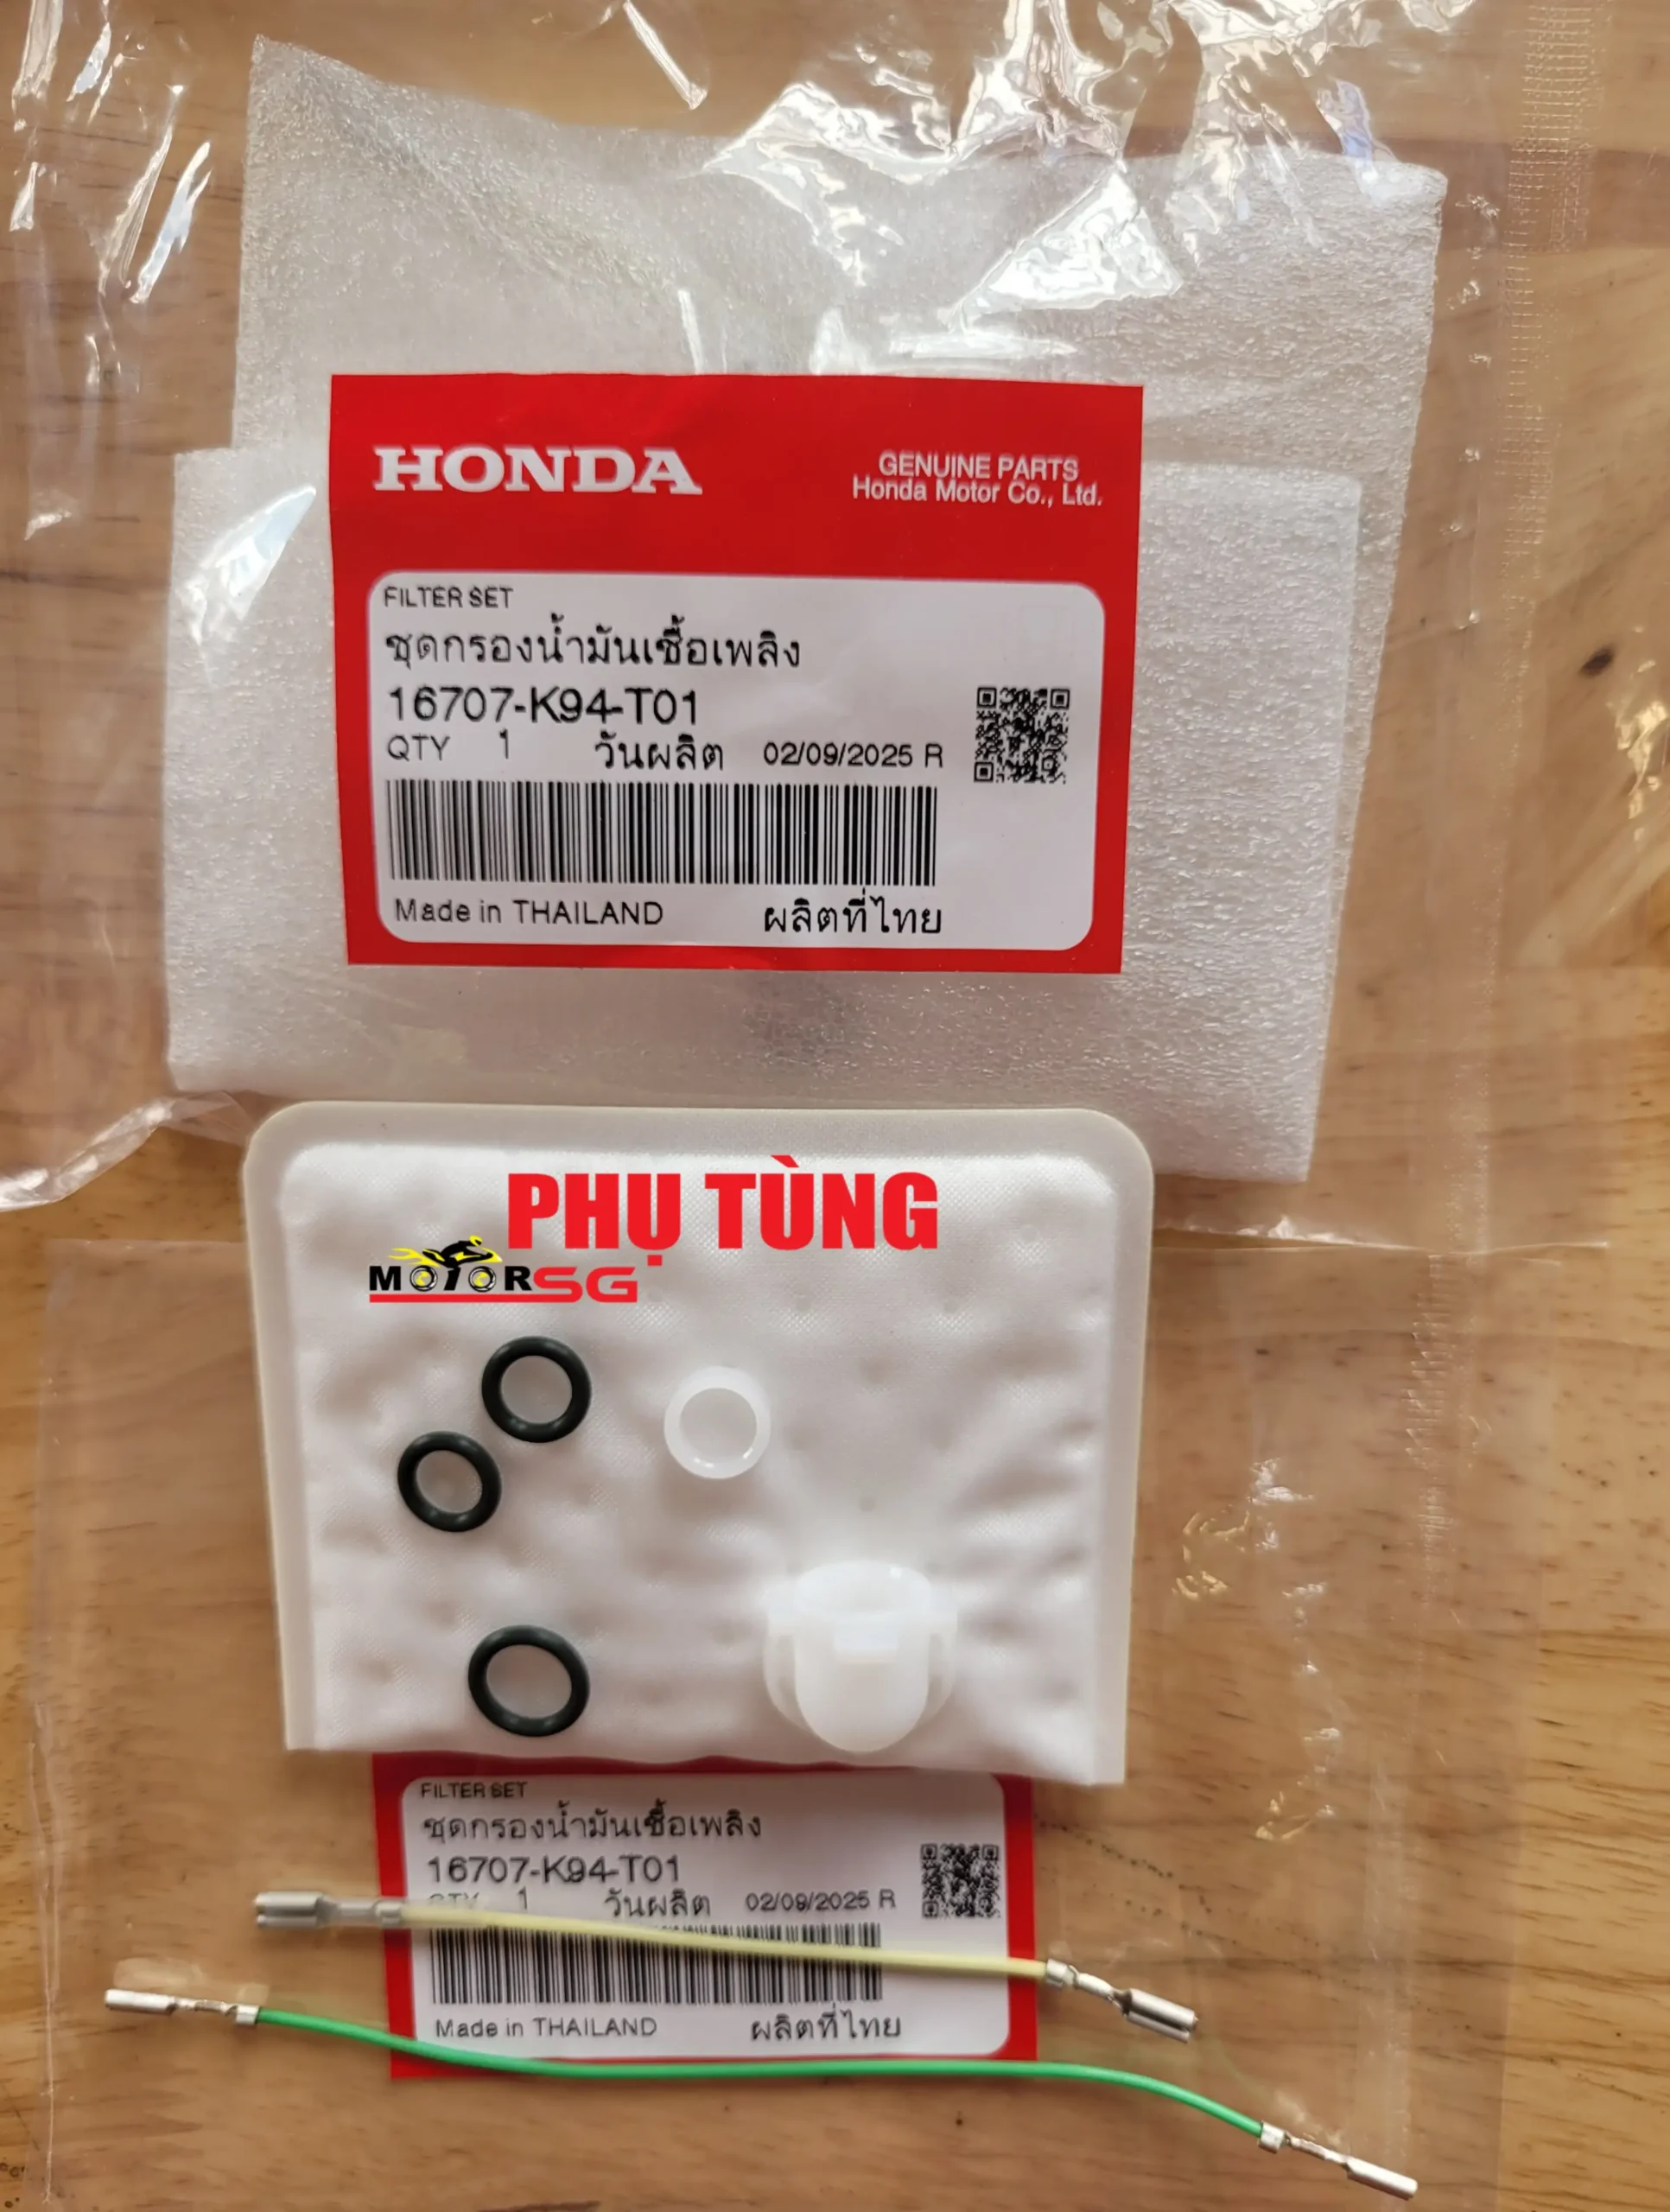 HONDA
GENUINE PARTS
Honda Motor Co., Ltd.
FILTER SET
ชุดกรองน้ำมันเชื้อเพลิง
16707-K94-T01
QTY 1 วันผลิต 02/09/2025 R
Made in THAILAND ผลิตที่ไทย
PHỤ TÙNG
MOTORSG
FILTER SET
ชุดกรองน้ำมันเชื้อเพลิง
16707-K94-T01
QTY 1 วันผลิต 02/09/2025 R
Made in THAILAND ผลิตที่ไทย